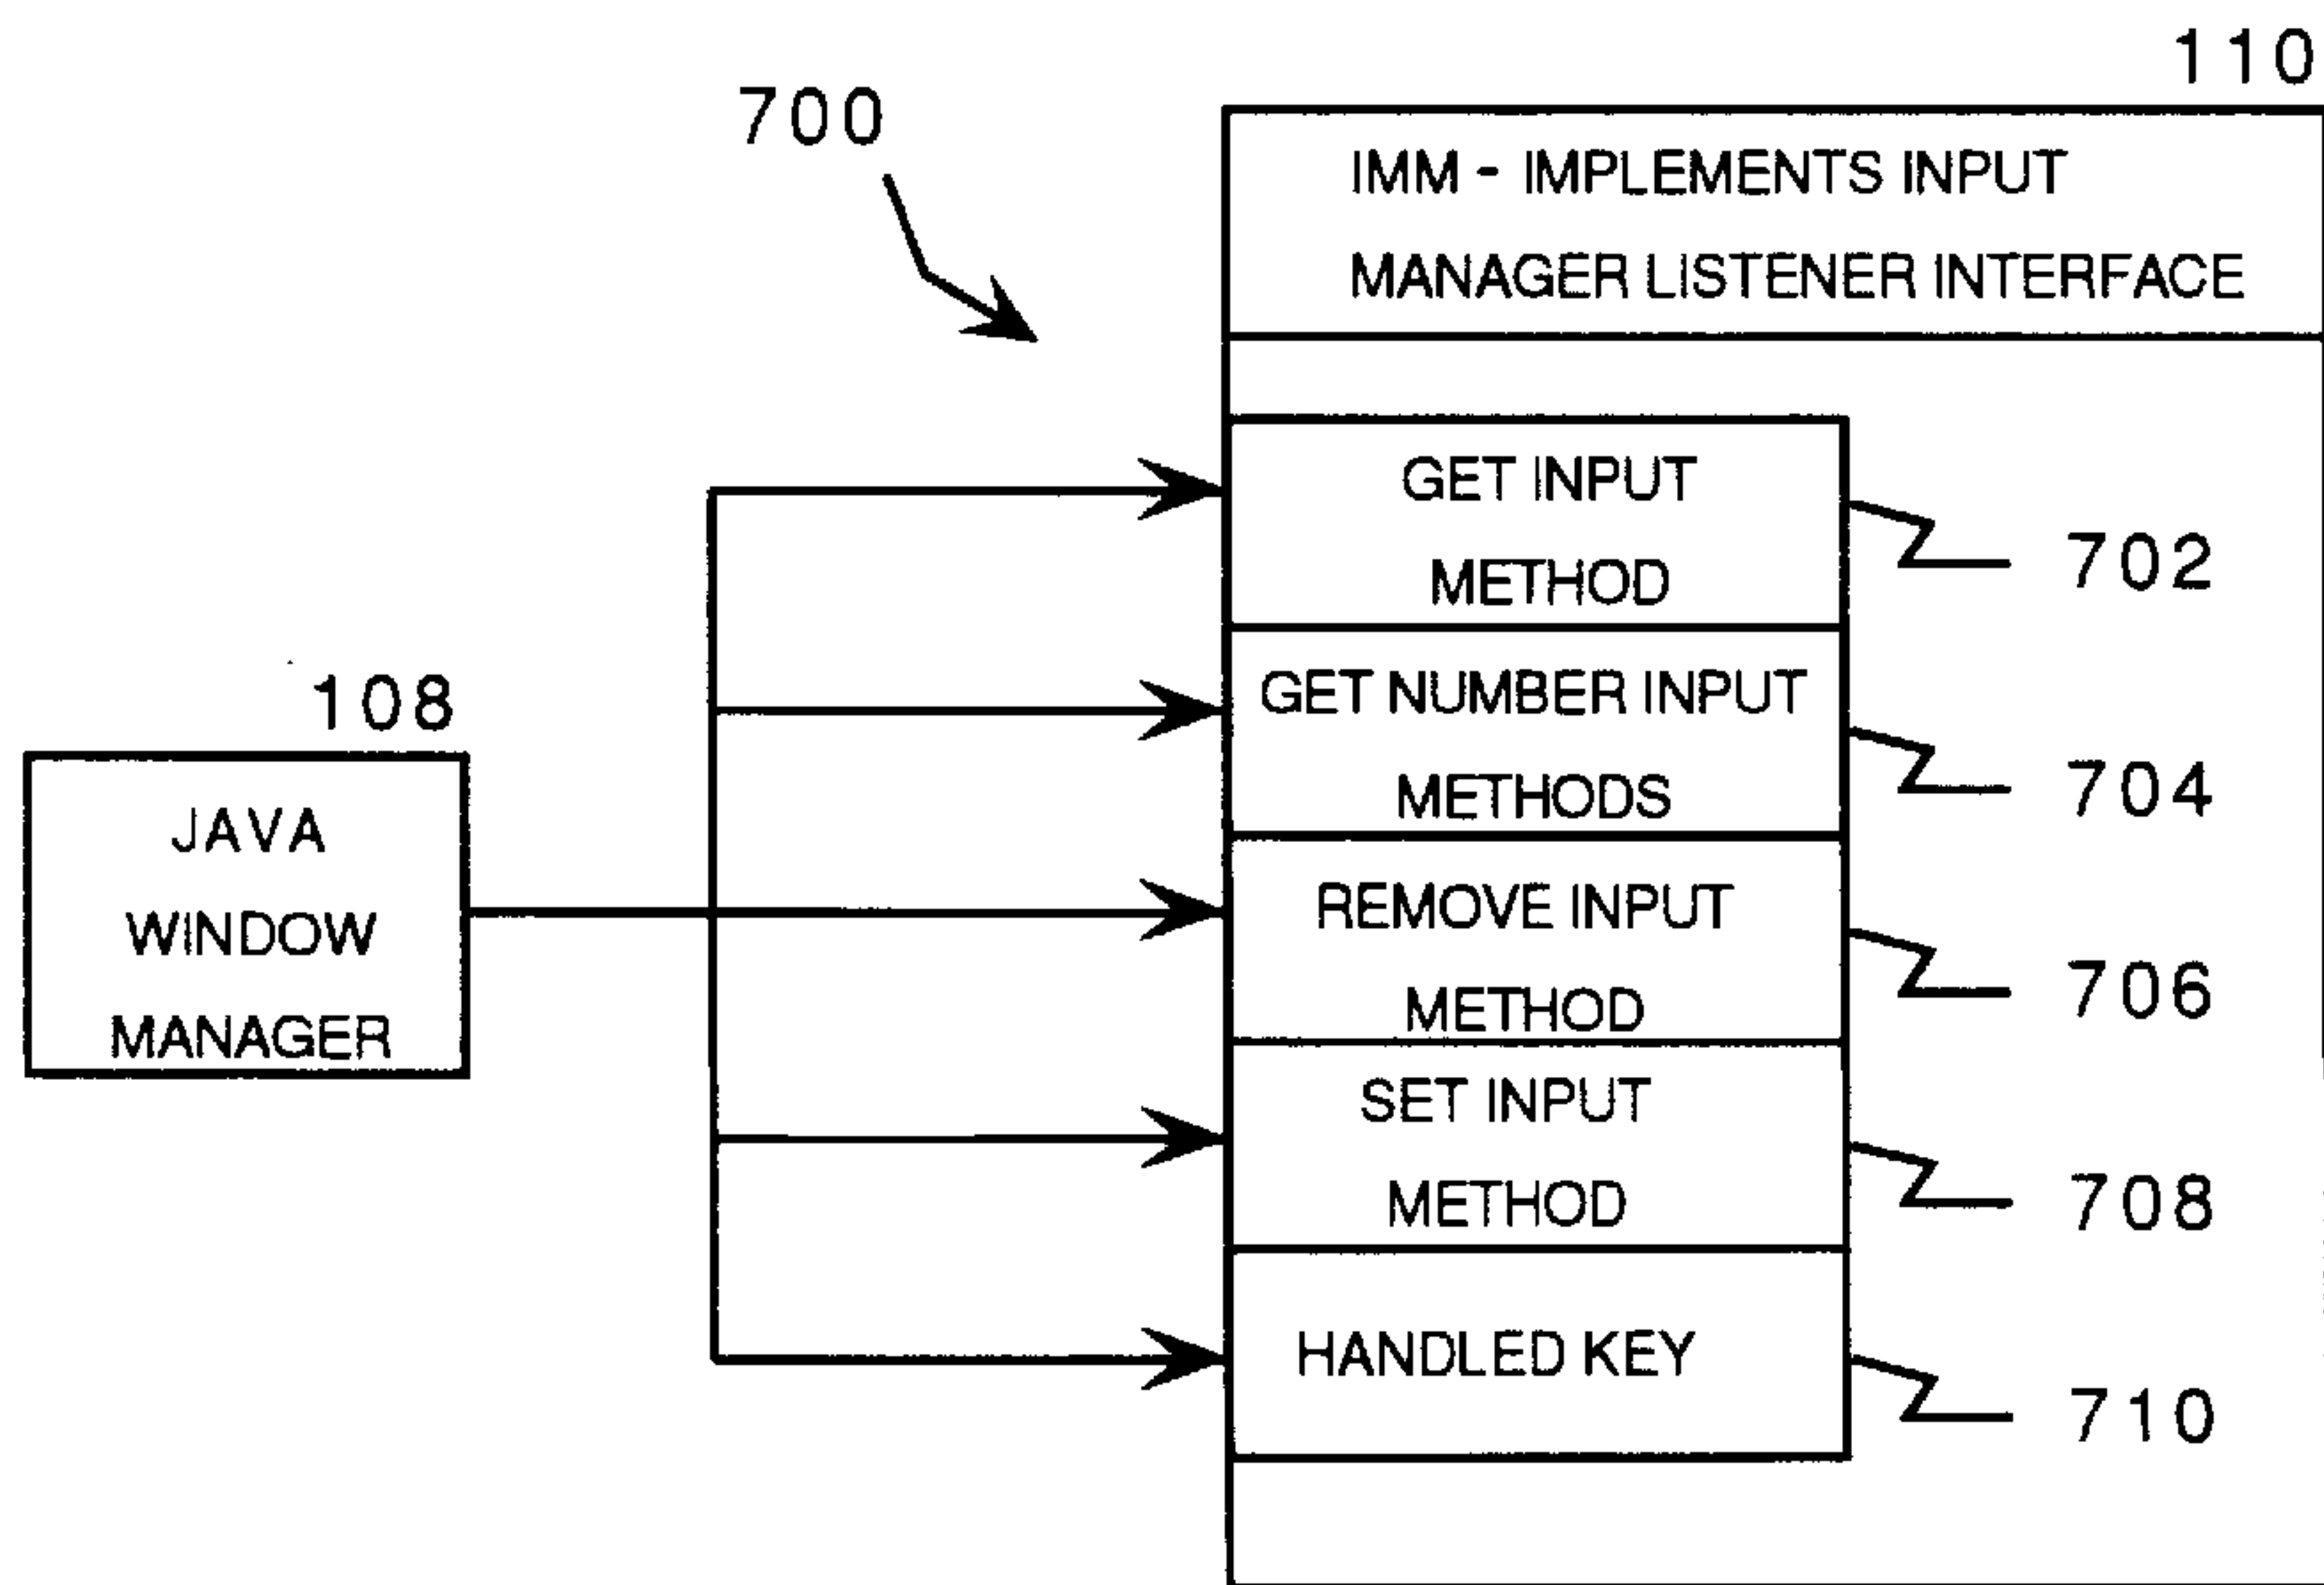 110
700
IMM - IMPLEMENTS INPUT
MANAGER LISTENER INTERFACE
GET INPUT
METHOD
702
GET NUMBER INPUT
METHODS
704
108
JAVA
WINDOW
MANAGER
REMOVE INPUT
METHOD
706
SET INPUT
METHOD
708
HANDLED KEY
710